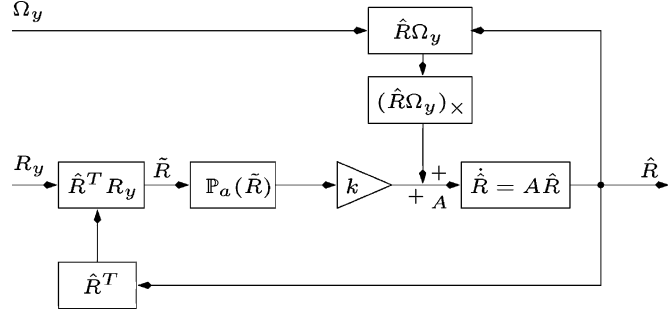 Ω_y
R̂Ω_y
(R̂Ω_y)_×
R_y
R̂^T R_y
R̃
ℙ_a(R̃)
k
+
+
A
R̂̇ = AR̂
R̂
R̂^T